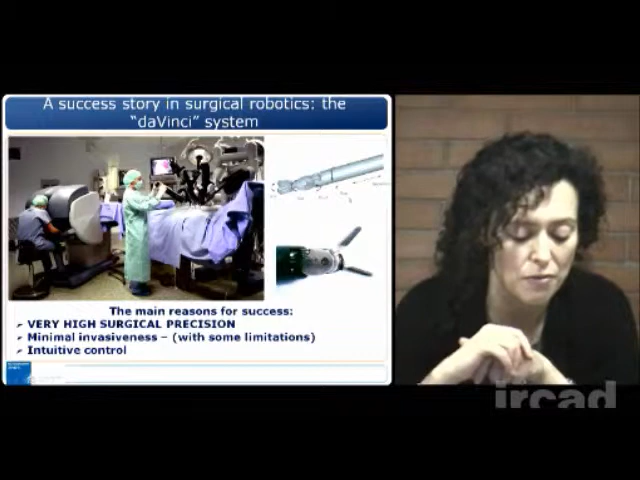 A success story in surgical robotics: the
"daVinci" system
The main reasons for success:
➢ VERY HIGH SURGICAL PRECISION
➢ Minimal invasiveness – (with some limitations)
➢ Intuitive control
ircad